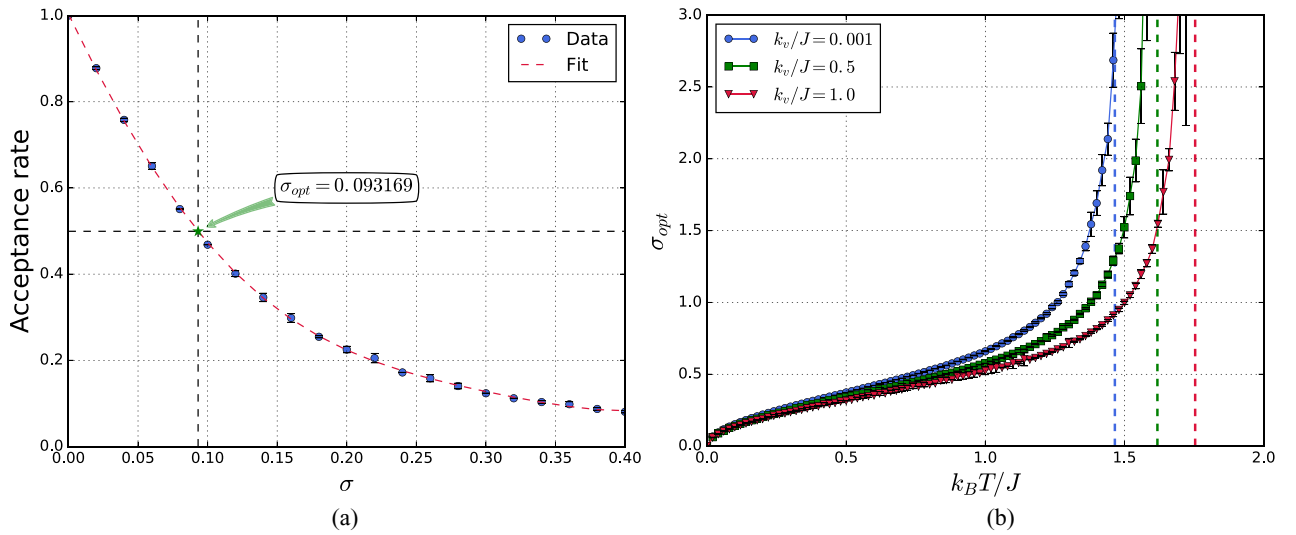 1.0
0.8
0.6
0.4
0.2
0.0
Acceptance rate
Data
Fit
σ_opt = 0.093169
0.00 0.05 0.10 0.15 0.20 0.25 0.30 0.35 0.40
σ
(a)
3.0
2.5
2.0
1.5
1.0
0.5
0.0
σ_opt
k_v/J = 0.001
k_v/J = 0.5
k_v/J = 1.0
0.0 0.5 1.0 1.5 2.0
k_BT/J
(b)